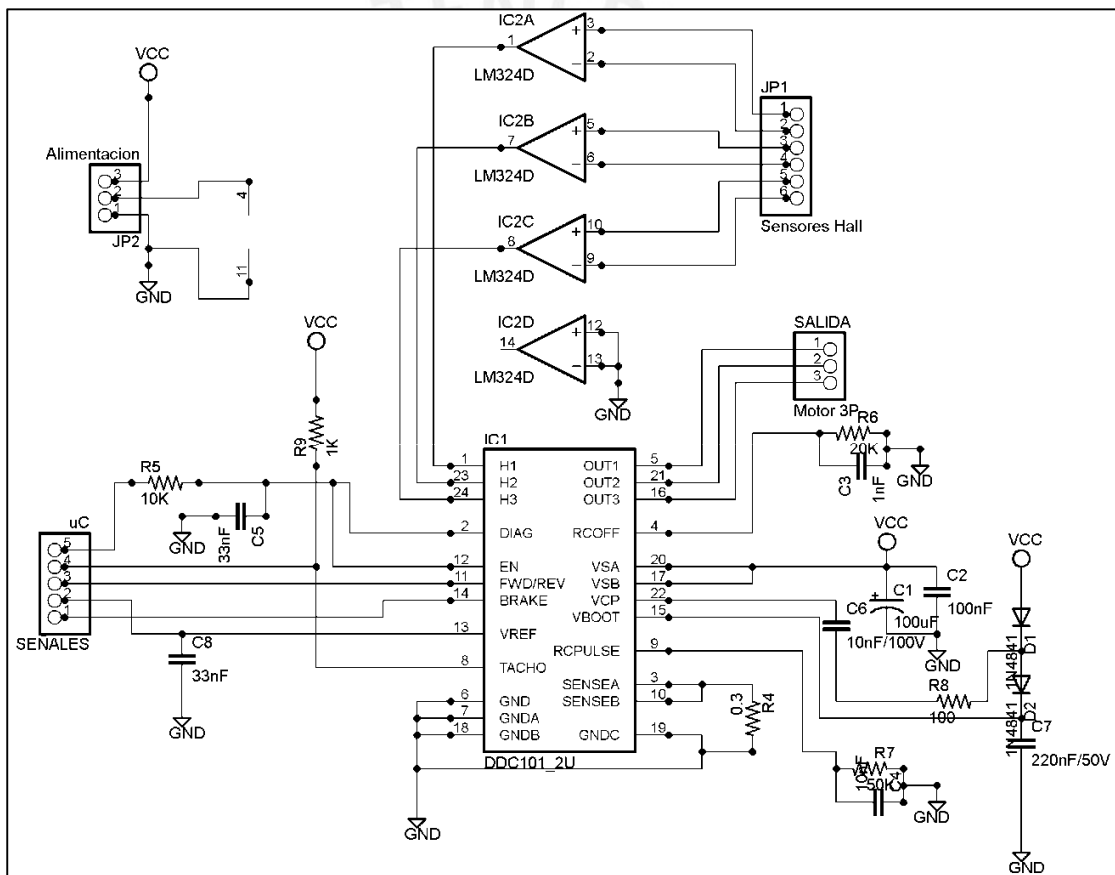 IC2A
1
3
2
LM324D
VCC
JP1
1
2
3
4
5
6
Sensores Hall
IC2B
7
5
6
LM324D
Alimentacion
3
2
1
JP2
4
11
GND
IC2C
8
10
9
LM324D
VCC
IC2D
14
12
13
LM324D
GND
SALIDA
1
2
3
Motor 3P
R9
1K
R6
20K
C3
1nF
GND
R5
10K
GND
33nF
C5
uC
5
4
3
2
1
SENALES
C8
33nF
GND
IC1
1 H1
23 H2
24 H3
2 DIAG
12 EN
11 FWD/REV
14 BRAKE
13 VREF
8 TACHO
6 GND
7 GNDA
18 GNDB
OUT1 5
OUT2 21
OUT3 16
RCOFF 4
VSA 20
VSB 17
VCP 22
VBOOT 15
RCPULSE 9
SENSEA 3
SENSEB 10
GNDC 19
DDC101_2U
GND
0.3
R4
VCC
C1
100uF
C2
100nF
GND
C6
10nF/100V
VCC
1N4841
D1
R8
100
1N4841
D2
C7
220nF/50V
GND
R7
50K
10nF
C4
GND